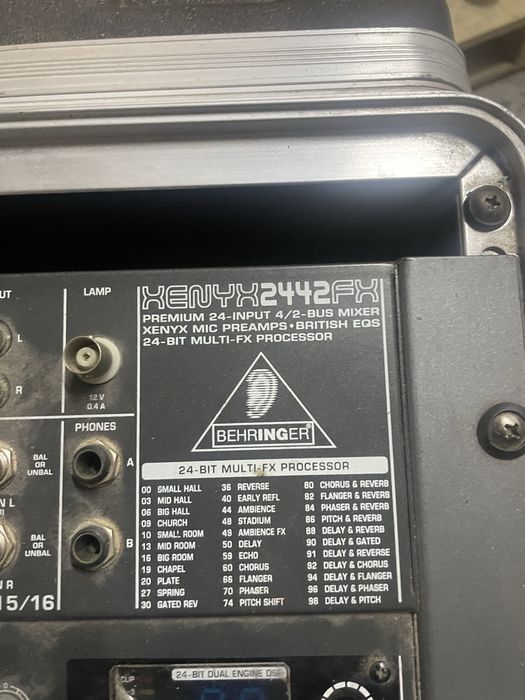 UT
L
R
LAMP
12 V
0.4 A
PHONES
A
B
BAL
OR
UNBAL
BAL
OR
UNBAL
N L
N R
15/16
XENYX2442FX
PREMIUM 24-INPUT 4/2-BUS MIXER
XENYX MIC PREAMPS•BRITISH EQS
24-BIT MULTI-FX PROCESSOR
BEHRINGER
24-BIT MULTI-FX PROCESSOR
00 SMALL HALL
03 MID HALL
06 BIG HALL
09 CHURCH
10 SMALL ROOM
13 MID ROOM
16 BIG ROOM
19 CHAPEL
20 PLATE
27 SPRING
30 GATED REV
36 REVERSE
40 EARLY REFL
44 AMBIENCE
48 STADIUM
49 AMBIENCE FX
50 DELAY
59 ECHO
60 CHORUS
66 FLANGER
70 PHASER
74 PITCH SHIFT
80 CHORUS & REVERB
82 FLANGER & REVERB
84 PHASER & REVERB
86 PITCH & REVERB
88 DELAY & REVERB
90 DELAY & GATED
91 DELAY & REVERSE
92 DELAY & CHORUS
94 DELAY & FLANGER
96 DELAY & PHASER
98 DELAY & PITCH
24-BIT DUAL ENGINE DSP
CLIP